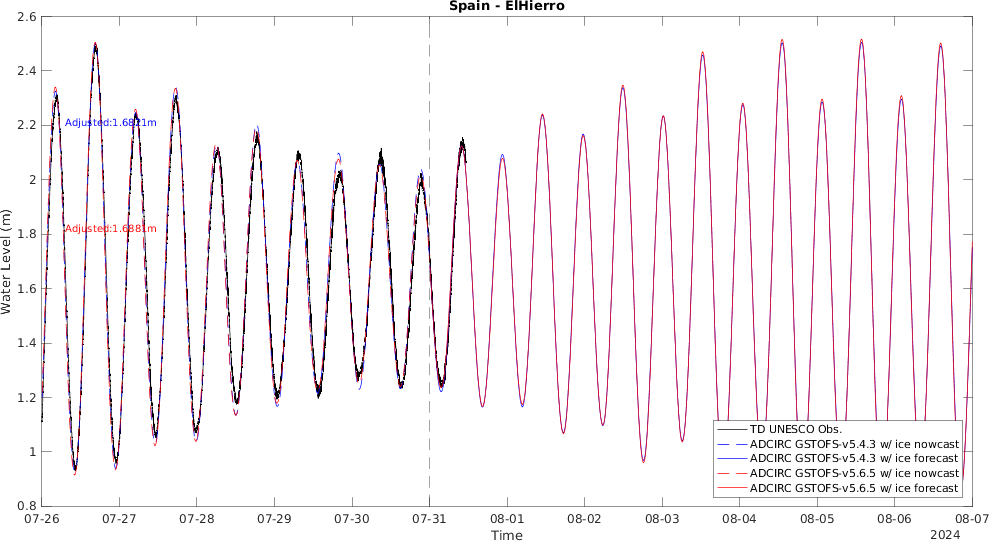 Spain - ElHierro
2.6
2.4
2.2
2
1.8
1.6
1.4
1.2
1
0.8
Water Level (m)
Adjusted:1.6821m
Adjusted:1.6881m
TD UNESCO Obs.
ADCIRC GSTOFS-v5.4.3 w/ ice nowcast
ADCIRC GSTOFS-v5.4.3 w/ ice forecast
ADCIRC GSTOFS-v5.6.5 w/ ice nowcast
ADCIRC GSTOFS-v5.6.5 w/ ice forecast
07-26 07-27 07-28 07-29 07-30 07-31 08-01 08-02 08-03 08-04 08-05 08-06 08-07
Time
2024